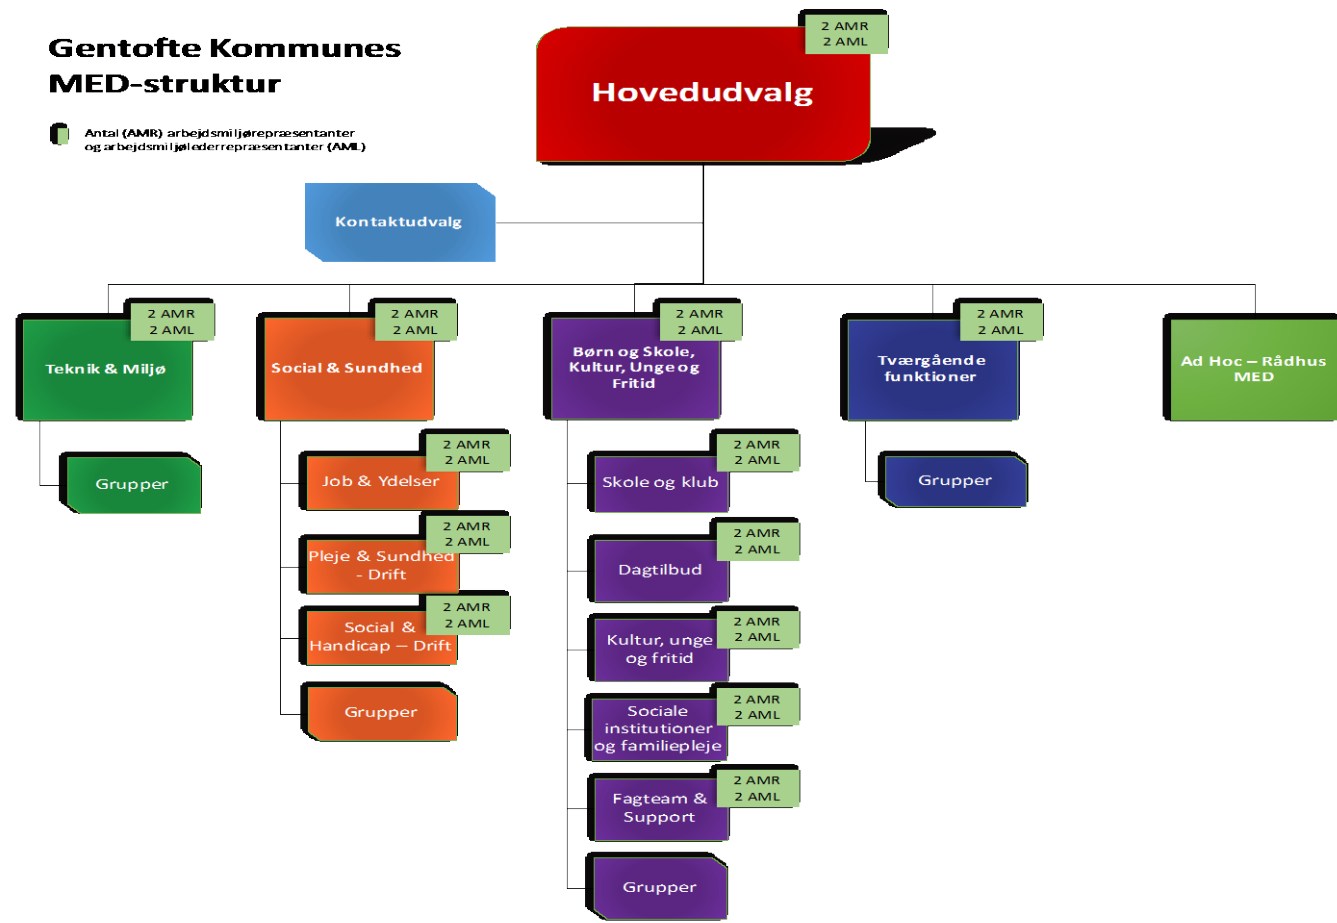 Gentofte Kommunes
MED-struktur
Antal (AMR) arbejdsmiljørepræsentanter
og arbejdsmiljølederrepræsentanter (AML)
2 AMR
2 AML
Hovedudvalg
Kontaktudvalg
2 AMR
2 AML
Teknik & Miljø
Grupper
2 AMR
2 AML
Social & Sundhed
2 AMR
2 AML
Job & Ydelser
2 AMR
2 AML
Pleje & Sundhed
- Drift
2 AMR
2 AML
Social &
Handicap – Drift
Grupper
2 AMR
2 AML
Børn og Skole,
Kultur, Unge og
Fritid
2 AMR
2 AML
Skole og klub
2 AMR
2 AML
Dagtilbud
2 AMR
2 AML
Kultur, unge
og fritid
2 AMR
2 AML
Sociale
institutioner
og familiepleje
2 AMR
2 AML
Fagteam &
Support
Grupper
2 AMR
2 AML
Tværgående
funktioner
Grupper
Ad Hoc – Rådhus
MED